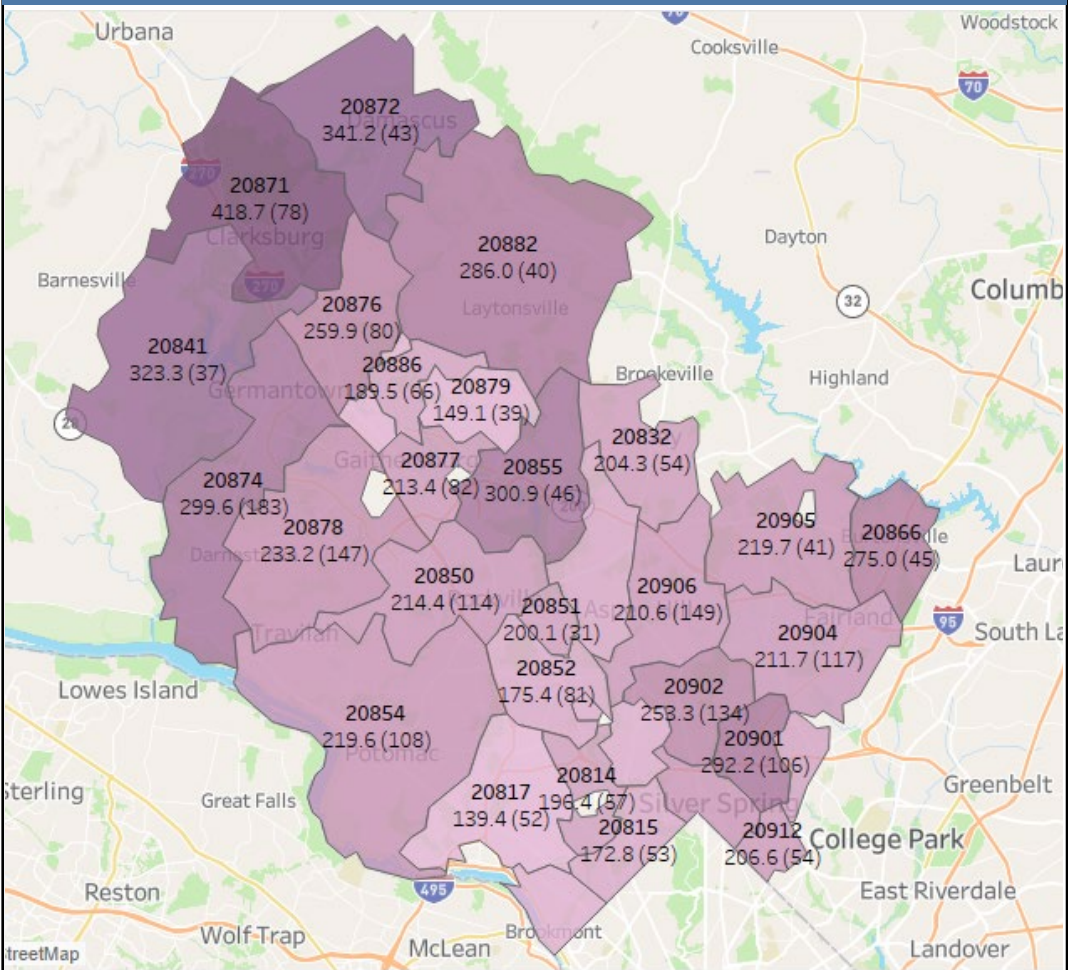 Urbana
Woodstock
70
Cooksville
70
20872
Damascus
341.2 (43)
270
20871
418.7 (78)
Clarksburg
20882
286.0 (40)
Dayton
Barnesville
270
32
Columb
20876
259.9 (80)
Laytonsville
20841
323.3 (37)
20886
189.5 (66)
Germantown
20879
149.1 (39)
Brookeville
Highland
28
20832
204.3 (54)
20877
213.4 (82)
20855
300.9 (46)
200
20874
299.6 (183)
20878
233.2 (147)
20905
219.7 (41)
20866
275.0 (45)
Laur
20850
214.4 (114)
20851
200.1 (31)
20906
210.6 (149)
Fairland
95
South La
Travilah
20904
211.7 (117)
20852
175.4 (81)
Lowes Island
20902
253.3 (134)
20854
219.6 (108)
Potomac
20901
292.2 (106)
Sterling
Great Falls
20814
196.4 (57)
Silver Spring
Greenbelt
20817
139.4 (52)
20815
172.8 (53)
20912
206.6 (54)
College Park
Reston
495
East Riverdale
Wolf Trap
McLean
Brookmont
Landover
treetMap